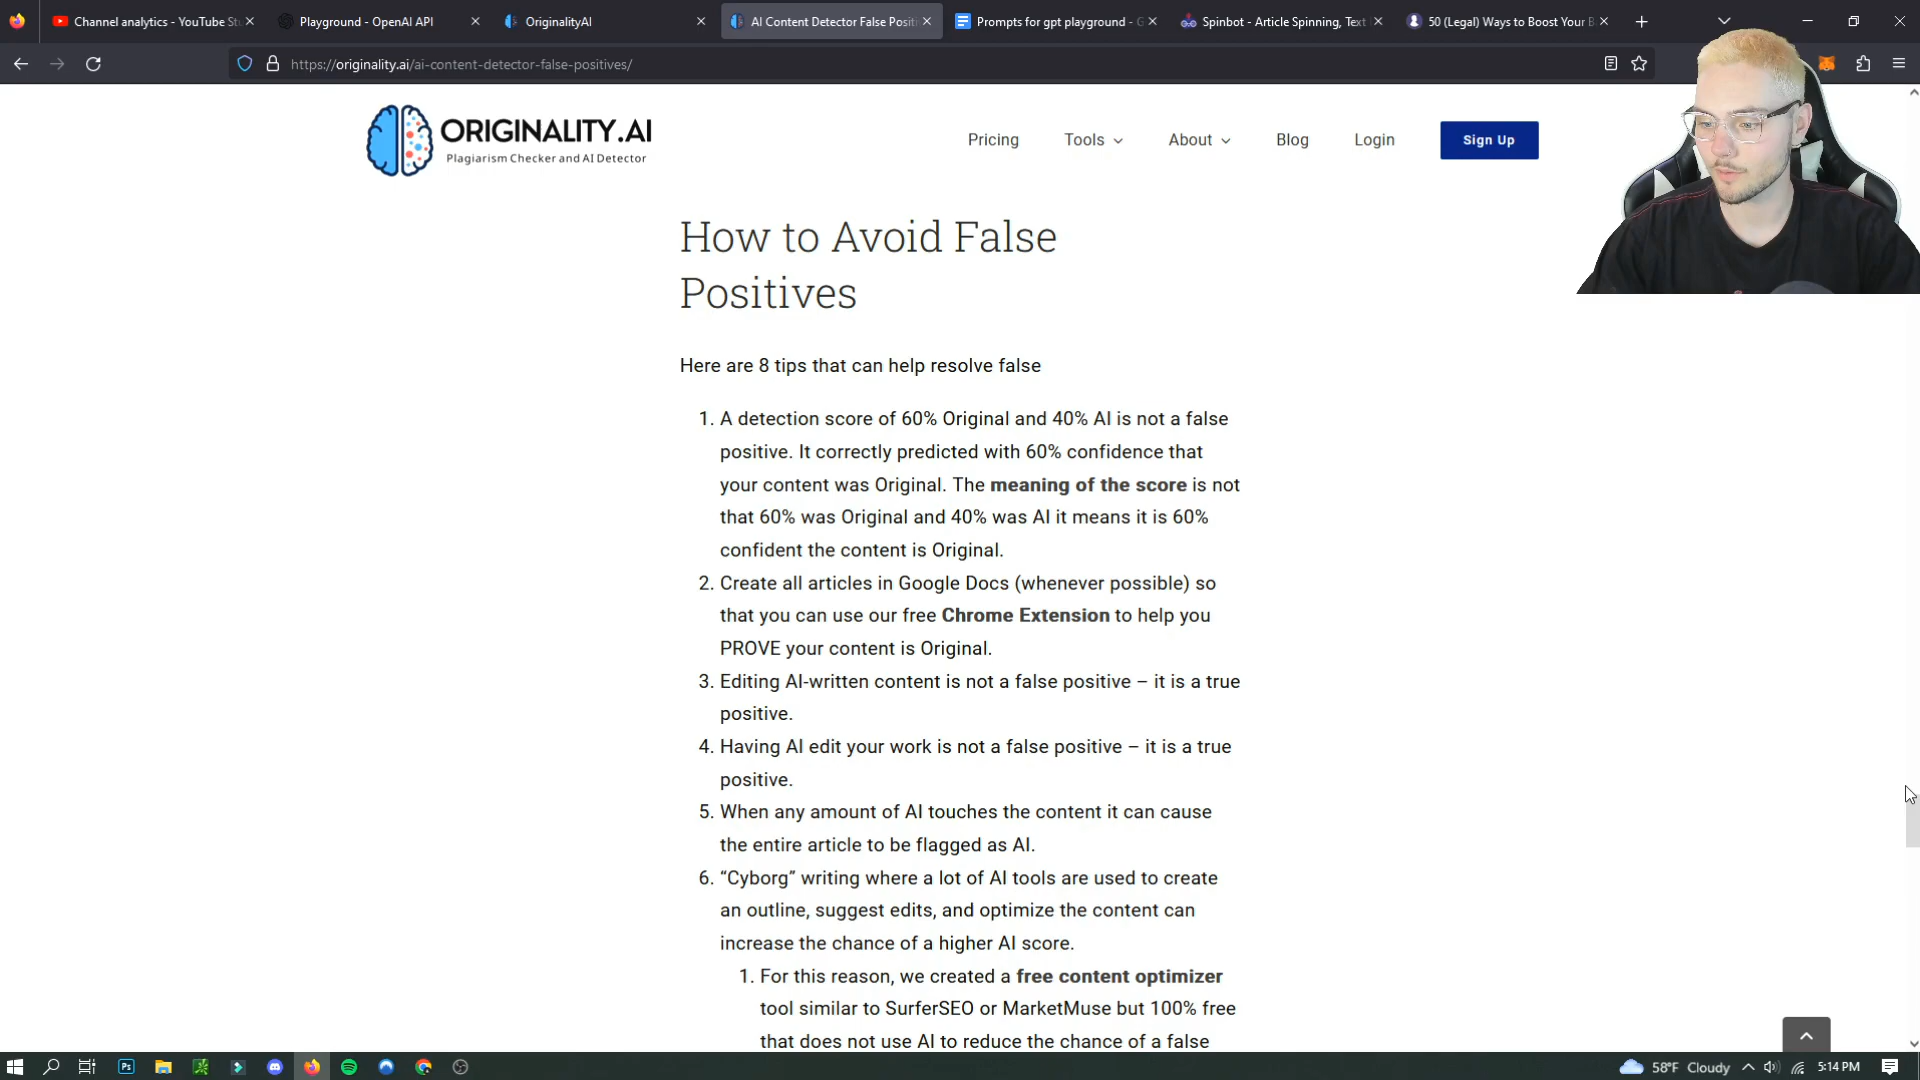 Channel analytics - YouTube St
Playground - OpenAI API
OriginalityAI
AI Content Detector False Positi
Prompts for gpt playground - G
Spinbot - Article Spinning, Text
50 (Legal) Ways to Boost Your B
https://originality.ai/ai-content-detector-false-positives/
ORIGINALITY.AI
Plagiarism Checker and AI Detector
Pricing
Tools
About
Blog
Login
Sign Up
How to Avoid False
Positives
Here are 8 tips that can help resolve false
1. A detection score of 60% Original and 40% AI is not a false
positive. It correctly predicted with 60% confidence that
your content was Original. The meaning of the score is not
that 60% was Original and 40% was AI it means it is 60%
confident the content is Original.
2. Create all articles in Google Docs (whenever possible) so
that you can use our free Chrome Extension to help you
PROVE your content is Original.
3. Editing AI-written content is not a false positive – it is a true
positive.
4. Having AI edit your work is not a false positive – it is a true
positive.
5. When any amount of AI touches the content it can cause
the entire article to be flagged as AI.
6. “Cyborg” writing where a lot of AI tools are used to create
an outline, suggest edits, and optimize the content can
increase the chance of a higher AI score.
1. For this reason, we created a free content optimizer
tool similar to SurferSEO or MarketMuse but 100% free
that does not use AI to reduce the chance of a false
Ps
58°F Cloudy
5:14 PM